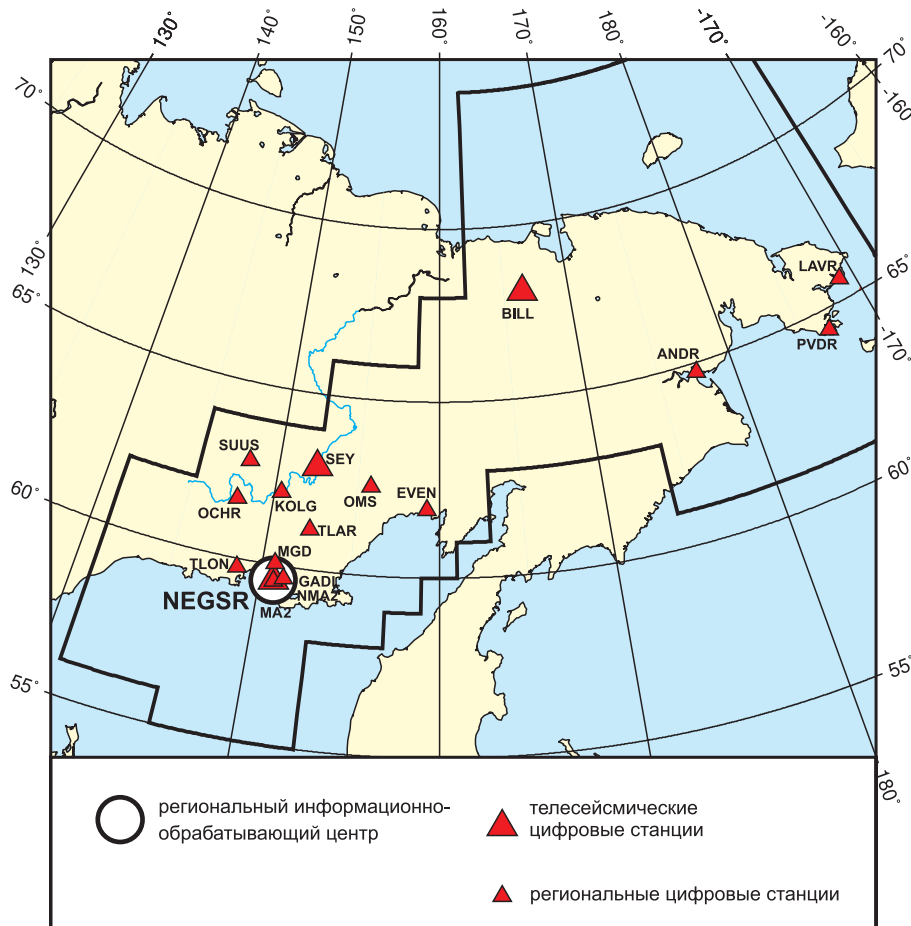 130°
140°
150°
160°
170°
180°
-170°
-160°
70°
70°
-160°
130°
65°
LAVR
65°
BILL
PVDR
-170°
ANDR
SUUS
SEY
60°
OCHR
KOLG
OMS
EVEN
60°
TLAR
TLON
MGD
GADL
NEGSR
NMA2
MA2
55°
55°
180°
региональный информационно-
обрабатывающий центр
телесейсмические
цифровые станции
региональные цифровые станции